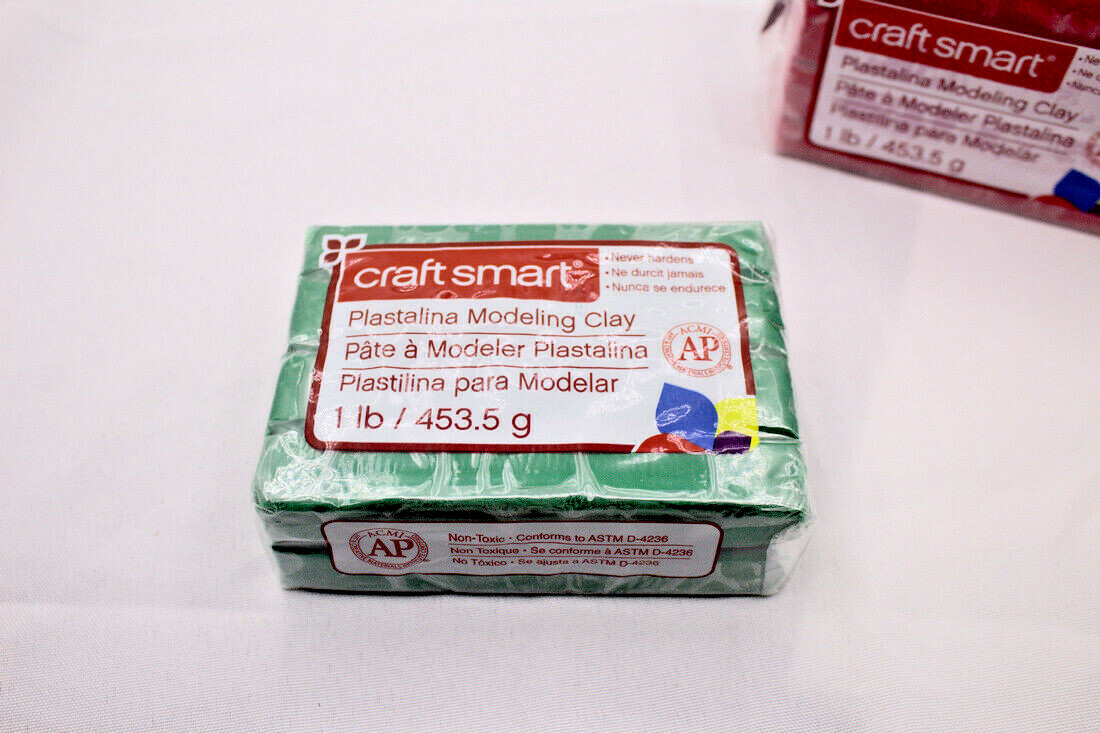 craft smart®
• Never hardens
• Ne durcit jamais
• Nunca se endurece
Plastalina Modeling Clay
Pâte à Modeler Plastalina
Plastilina para Modelar
1 lb / 453.5 g
ACMI
AP
ACMI
AP
Non-Toxic • Conforms to ASTM D-4236
Non Toxique • Se conforme à ASTM D-4236
No Tóxico • Se ajusta a ASTM D-4236
craft smart®
Plastalina Modeling Clay
Pâte à Modeler Plastalina
Plastilina para Modelar
1 lb / 453.5 g